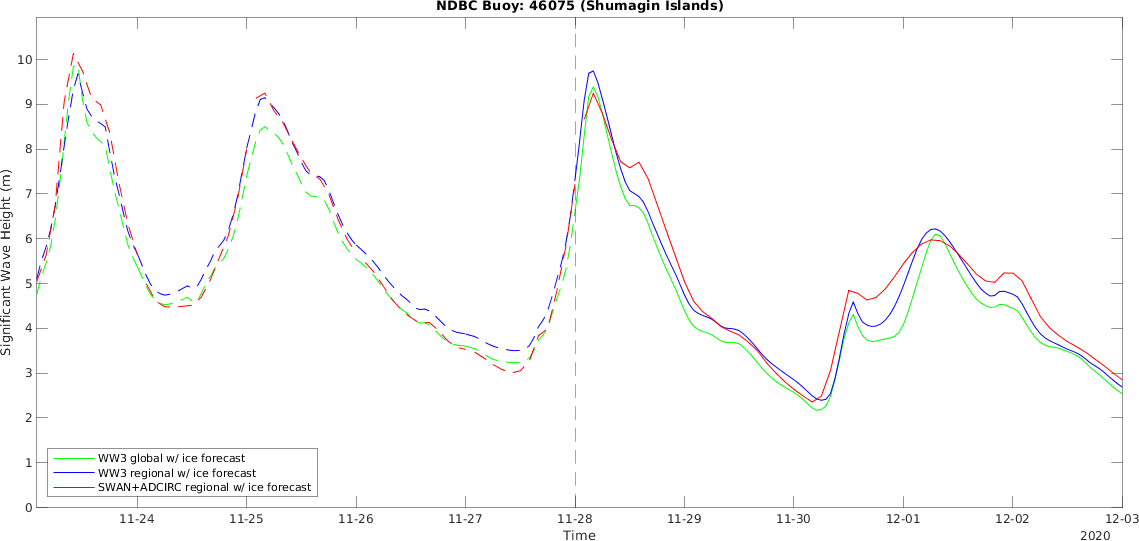 NDBC Buoy: 46075 (Shumagin Islands)
Significant Wave Height (m)
10
9
8
7
6
5
4
3
2
1
0
WW3 global w/ ice forecast
WW3 regional w/ ice forecast
SWAN+ADCIRC regional w/ ice forecast
11-24 11-25 11-26 11-27 11-28 11-29 11-30 12-01 12-02 12-03
Time
2020